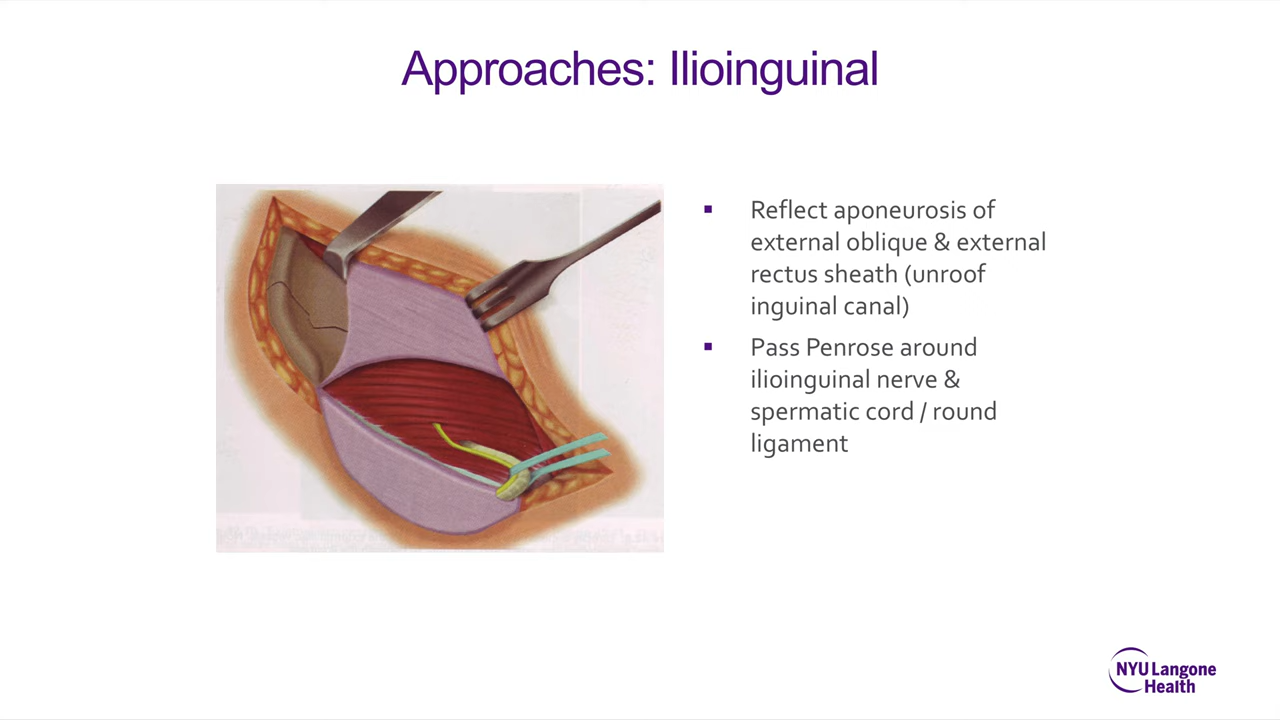 Approaches: Ilioinguinal
▪ Reflect aponeurosis of
external oblique & external
rectus sheath (unroof
inguinal canal)
▪ Pass Penrose around
ilioinguinal nerve &
spermatic cord / round
ligament
NYU Langone
Health